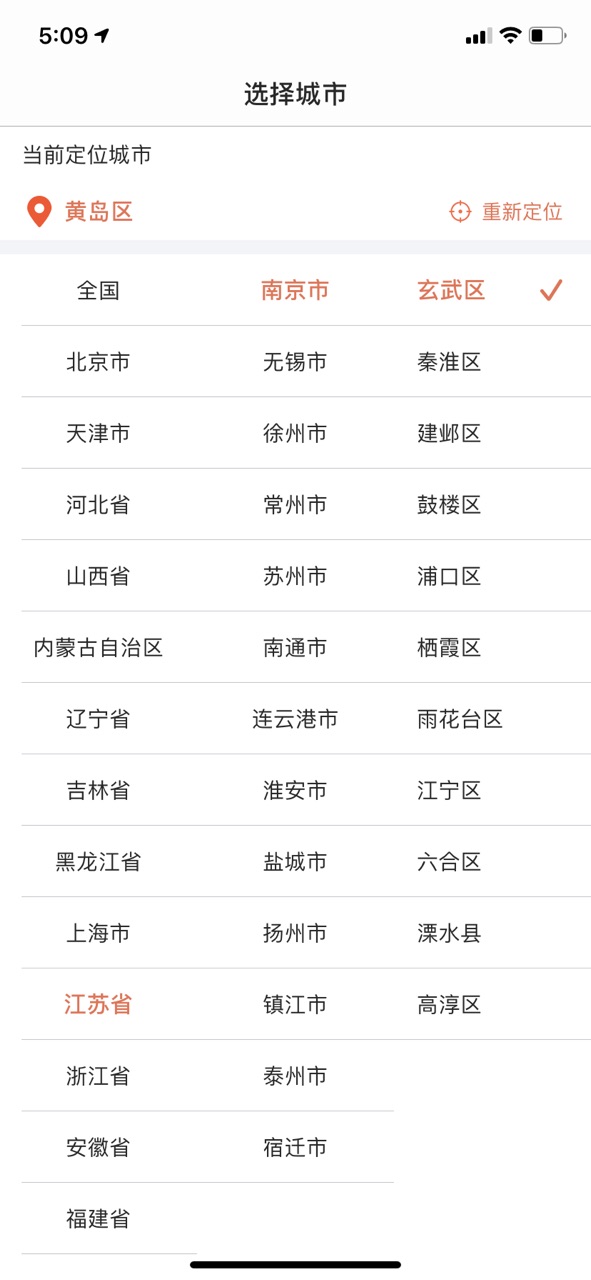 5:09
选择城市
当前定位城市
黄岛区 重新定位
全国 南京市 玄武区
北京市 无锡市 秦淮区
天津市 徐州市 建邺区
河北省 常州市 鼓楼区
山西省 苏州市 浦口区
内蒙古自治区 南通市 栖霞区
辽宁省 连云港市 雨花台区
吉林省 淮安市 江宁区
黑龙江省 盐城市 六合区
上海市 扬州市 溧水县
江苏省 镇江市 高淳区
浙江省 泰州市
安徽省 宿迁市
福建省